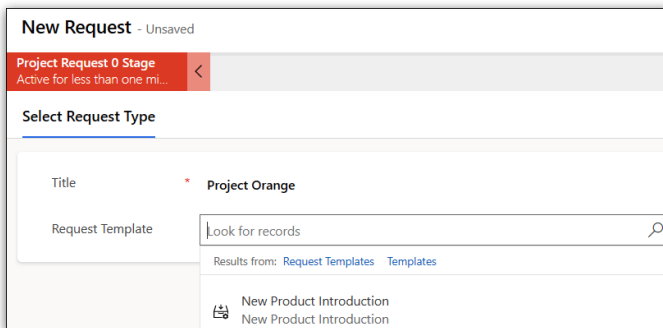 New Request - Unsaved
Project Request 0 Stage
Active for less than one mi...
Select Request Type
Title * Project Orange
Request Template Look for records
Results from: Request Templates Templates
New Product Introduction
New Product Introduction